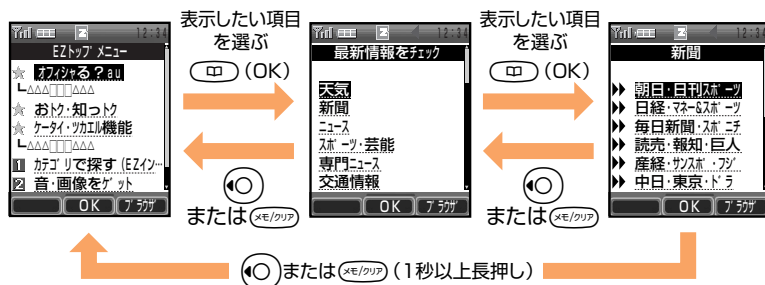 表示したい項目
を選ぶ
(OK)
表示したい項目
を選ぶ
(OK)
12:34
EZトップメニュー
オフィシャる?au
△△△□□□△△△
おトク・知っトク
ケータイ・ツカエル機能
△△△□□□△△△
1 カテゴリで探す(EZイン…
2 音・画像をゲット
OK ブラウザ
12:34
最新情報をチェック
天気
新聞
ニュース
スポーツ・芸能
専門ニュース
交通情報
OK ブラウザ
12:34
新聞
朝日・日刊スポーツ
日経・マネー&スポーツ
毎日新聞・スポニチ
読売・報知・巨人
産経・サンスポ・フジ
中日・東京・ドラ
OK ブラウザ
または メモ/クリア
または メモ/クリア
または メモ/クリア (1秒以上長押し)